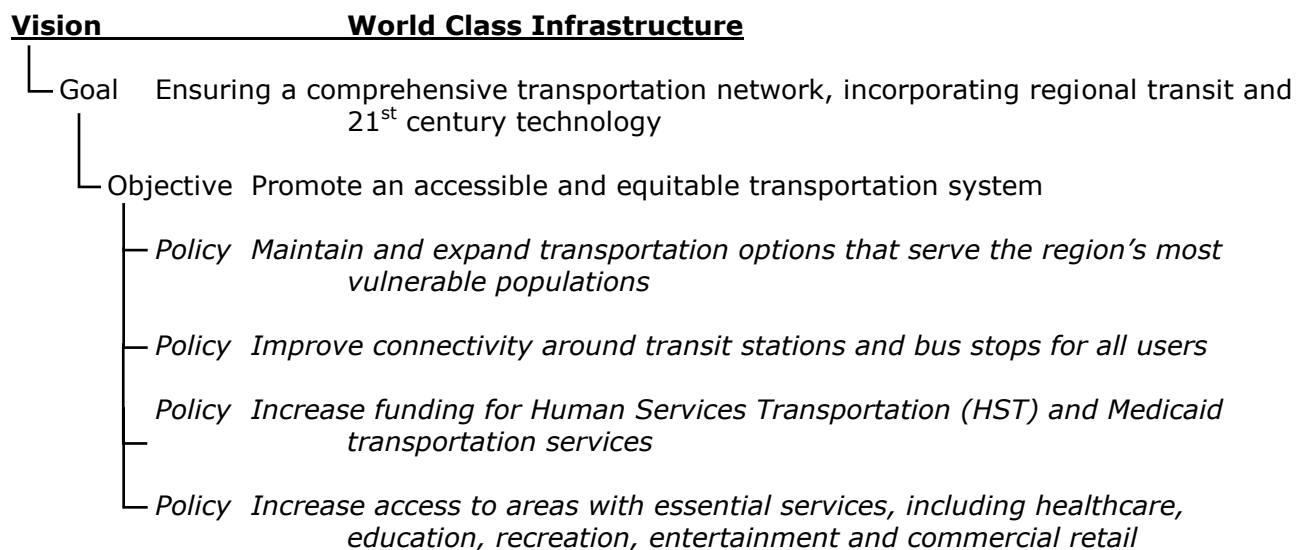 Vision World Class Infrastructure
Goal Ensuring a comprehensive transportation network, incorporating regional transit and
21st century technology
Objective Promote an accessible and equitable transportation system
Policy Maintain and expand transportation options that serve the region's most
vulnerable populations
Policy Improve connectivity around transit stations and bus stops for all users
Policy Increase funding for Human Services Transportation (HST) and Medicaid
transportation services
Policy Increase access to areas with essential services, including healthcare,
education, recreation, entertainment and commercial retail